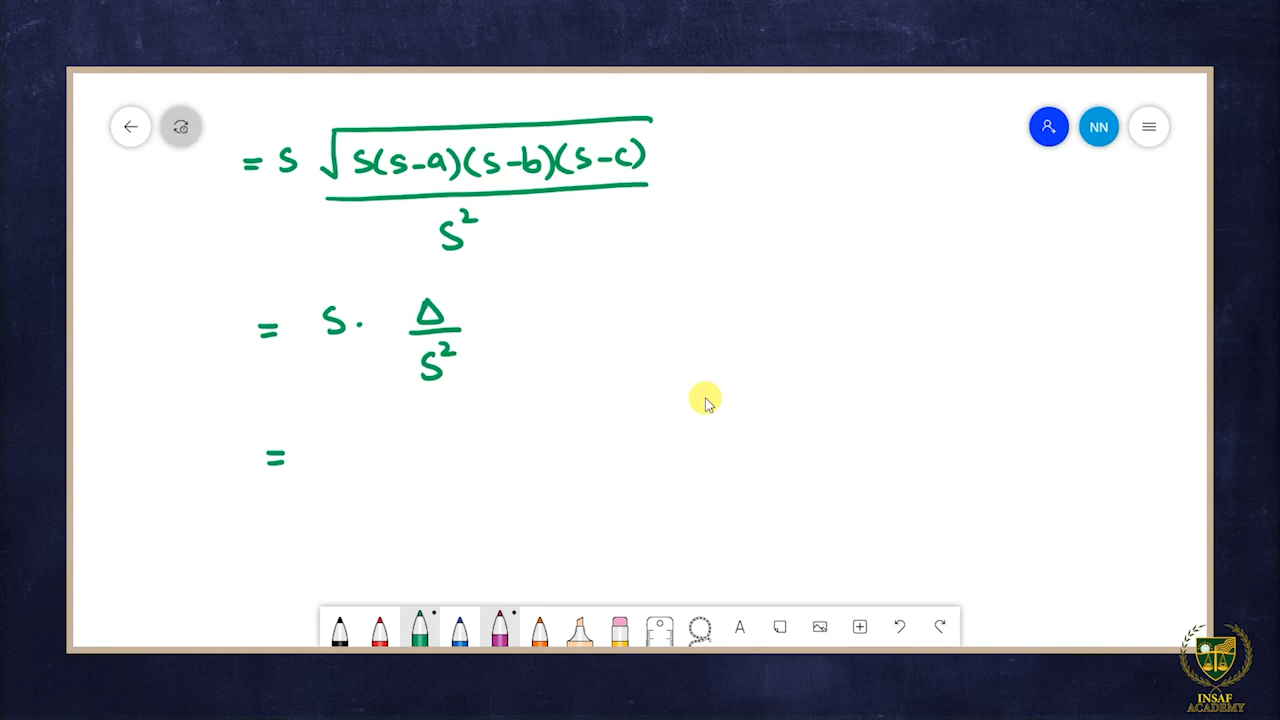 NN
= s √s(s-a)(s-b)(s-c)
s²
= s · Δ
s²
=
A
INSAF
ACADEMY